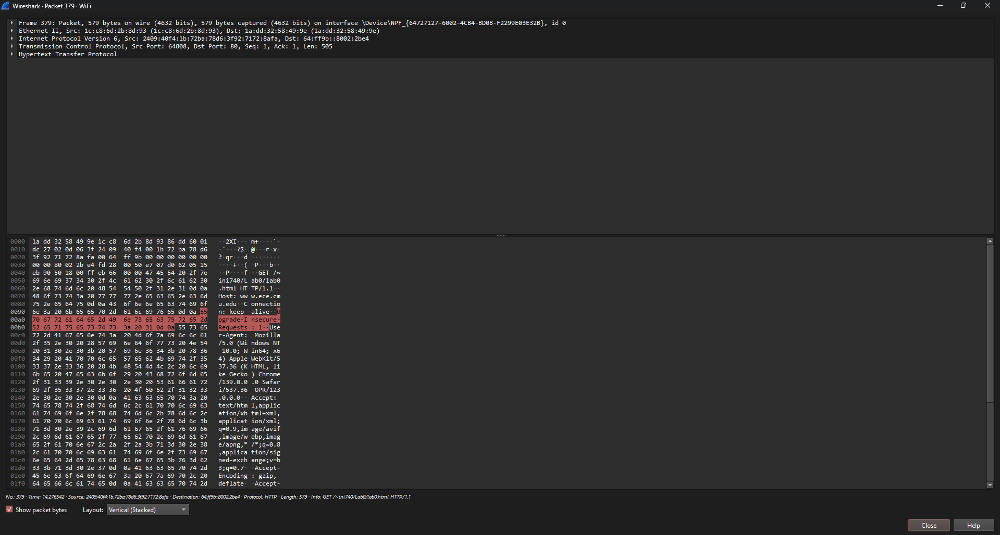 Wireshark · Packet 379 · WiFi
Frame 379: Packet, 579 bytes on wire (4632 bits), 579 bytes captured (4632 bits) on interface \Device\NPF_{64727127-6002-4CB4-BD0B-F2299E03E32B}, id 0
Ethernet II, Src: 1c:c8:6d:2b:8d:93 (1c:c8:6d:2b:8d:93), Dst: 1a:dd:32:58:49:9e (1a:dd:32:58:49:9e)
Internet Protocol Version 6, Src: 2409:40f4:1b:72ba:78d6:3f92:7172:8afa, Dst: 64:ff9b::8002:2be4
Transmission Control Protocol, Src Port: 64808, Dst Port: 80, Seq: 1, Ack: 1, Len: 505
Hypertext Transfer Protocol
0000 1a dd 32 58 49 9e 1c c8 6d 2b 8d 93 86 dd 60 01 ··2XI··· m+····`·
0010 dc 27 02 0d 06 3f 24 09 40 f4 00 1b 72 ba 78 d6 ·'···?$· @···r·x·
0020 3f 92 71 72 8a fa 00 64 ff 9b 00 00 00 00 00 00 ?·qr···d ········
0030 00 00 80 02 2b e4 fd 28 00 50 e7 07 d0 62 05 15 ····+··( ·P···b··
0040 eb 90 50 18 00 ff eb 66 00 00 47 45 54 20 2f 7e ··P····f ··GET /~
0050 69 6e 69 37 34 30 2f 4c 61 62 30 2f 6c 61 62 30 ini740/L ab0/lab0
0060 2e 68 74 6d 6c 20 48 54 54 50 2f 31 2e 31 0d 0a .html HT TP/1.1··
0070 48 6f 73 74 3a 20 77 77 77 2e 65 63 65 2e 63 6d Host: ww w.ece.cm
0080 75 2e 65 64 75 0d 0a 43 6f 6e 6e 65 63 74 69 6f u.edu··C onnectio
0090 6e 3a 20 6b 65 65 70 2d 61 6c 69 76 65 0d 0a 55 n: keep- alive··U
00a0 70 67 72 61 64 65 2d 49 6e 73 65 63 75 72 65 2d pgrade-I nsecure-
00b0 52 65 71 75 65 73 74 73 3a 20 31 0d 0a 55 73 65 Requests : 1··Use
00c0 72 2d 41 67 65 6e 74 3a 20 4d 6f 7a 69 6c 6c 61 r-Agent: Mozilla
00d0 2f 35 2e 30 20 28 57 69 6e 64 6f 77 73 20 4e 54 /5.0 (Wi ndows NT
00e0 20 31 30 2e 30 3b 20 57 69 6e 36 34 3b 20 78 36 10.0; W in64; x6
00f0 34 29 20 41 70 70 6c 65 57 65 62 4b 69 74 2f 35 4) Apple WebKit/5
0100 33 37 2e 33 36 20 28 4b 48 54 4d 4c 2c 20 6c 69 37.36 (K HTML, li
0110 6b 65 20 47 65 63 6b 6f 29 20 43 68 72 6f 6d 65 ke Gecko ) Chrome
0120 2f 31 33 39 2e 30 2e 30 2e 30 20 53 61 66 61 72 /139.0.0 .0 Safar
0130 69 2f 35 33 37 2e 33 36 20 4f 50 52 2f 31 32 33 i/537.36 OPR/123
0140 2e 30 2e 30 2e 30 0d 0a 41 63 63 65 70 74 3a 20 .0.0.0·· Accept:
0150 74 65 78 74 2f 68 74 6d 6c 2c 61 70 70 6c 69 63 text/htm l,applic
0160 61 74 69 6f 6e 2f 78 68 74 6d 6c 2b 78 6d 6c 2c ation/xh tml+xml,
0170 61 70 70 6c 69 63 61 74 69 6f 6e 2f 78 6d 6c 3b applicat ion/xml;
0180 71 3d 30 2e 39 2c 69 6d 61 67 65 2f 61 76 69 66 q=0.9,im age/avif
0190 2c 69 6d 61 67 65 2f 77 65 62 70 2c 69 6d 61 67 ,image/w ebp,imag
01a0 65 2f 61 70 6e 67 2c 2a 2f 2a 3b 71 3d 30 2e 38 e/apng,* /*;q=0.8
01b0 2c 61 70 70 6c 69 63 61 74 69 6f 6e 2f 73 69 67 ,applica tion/sig
01c0 6e 65 64 2d 65 78 63 68 61 6e 67 65 3b 76 3d 62 ned-exch ange;v=b
01d0 33 3b 71 3d 30 2e 37 0d 0a 41 63 63 65 70 74 2d 3;q=0.7· ·Accept-
01e0 45 6e 63 6f 64 69 6e 67 3a 20 67 7a 69 70 2c 20 Encoding : gzip,
01f0 64 65 66 6c 61 74 65 0d 0a 41 63 63 65 70 74 2d deflate· ·Accept-
No.: 379 · Time: 14.276542 · Source: 2409:40f4:1b:72ba:78d6:3f92:7172:8afa · Destination: 64:ff9b::8002:2be4 · Protocol: HTTP · Length: 579 · Info: GET /~ini740/Lab0/lab0.html HTTP/1.1
Show packet bytes Layout: Vertical (Stacked)
Close Help